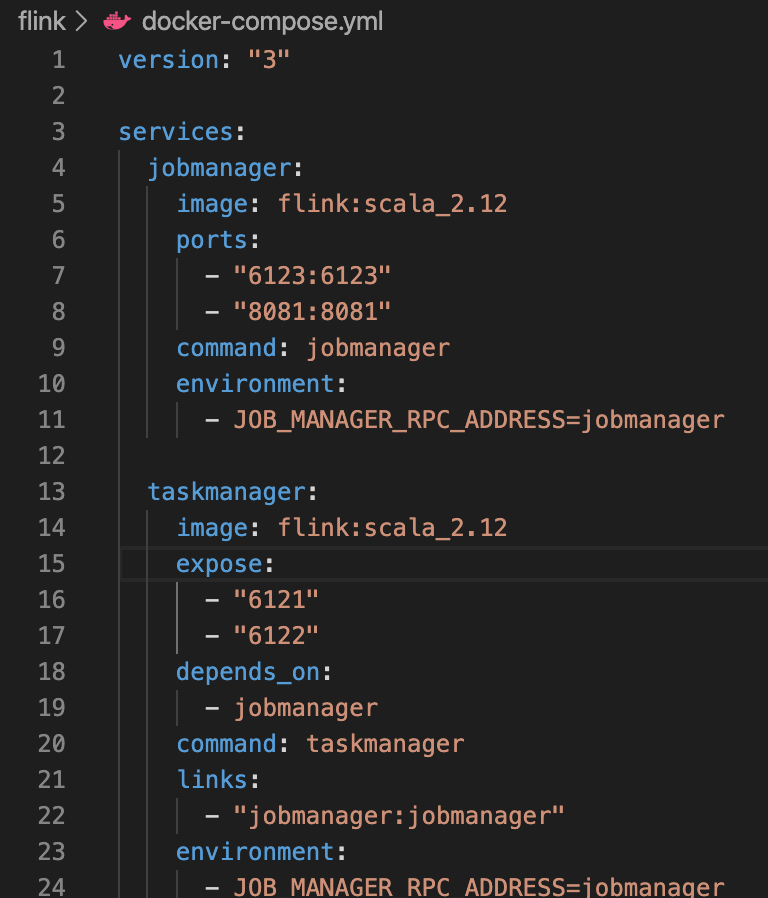 flink > docker-compose.yml
1 version: "3"
2
3 services:
4   jobmanager:
5     image: flink:scala_2.12
6     ports:
7       - "6123:6123"
8       - "8081:8081"
9     command: jobmanager
10     environment:
11       - JOB_MANAGER_RPC_ADDRESS=jobmanager
12
13   taskmanager:
14     image: flink:scala_2.12
15     expose:
16       - "6121"
17       - "6122"
18     depends_on:
19       - jobmanager
20     command: taskmanager
21     links:
22       - "jobmanager:jobmanager"
23     environment:
24       - JOB_MANAGER_RPC_ADDRESS=jobmanager